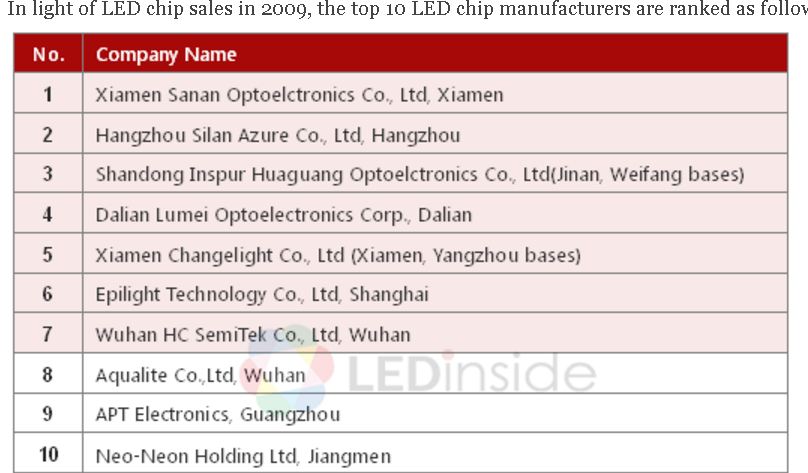 In light of LED chip sales in 2009, the top 10 LED chip manufacturers are ranked as follow
No. Company Name
1 Xiamen Sanan Optoelctronics Co., Ltd, Xiamen
2 Hangzhou Silan Azure Co., Ltd, Hangzhou
3 Shandong Inspur Huaguang Optoelctronics Co., Ltd(Jinan, Weifang bases)
4 Dalian Lumei Optoelectronics Corp., Dalian
5 Xiamen Changelight Co., Ltd (Xiamen, Yangzhou bases)
6 Epilight Technology Co., Ltd, Shanghai
7 Wuhan HC SemiTek Co., Ltd, Wuhan
8 Aqualite Co.,Ltd, Wuhan
LEDinside
9 APT Electronics, Guangzhou
10 Neo-Neon Holding Ltd, Jiangmen